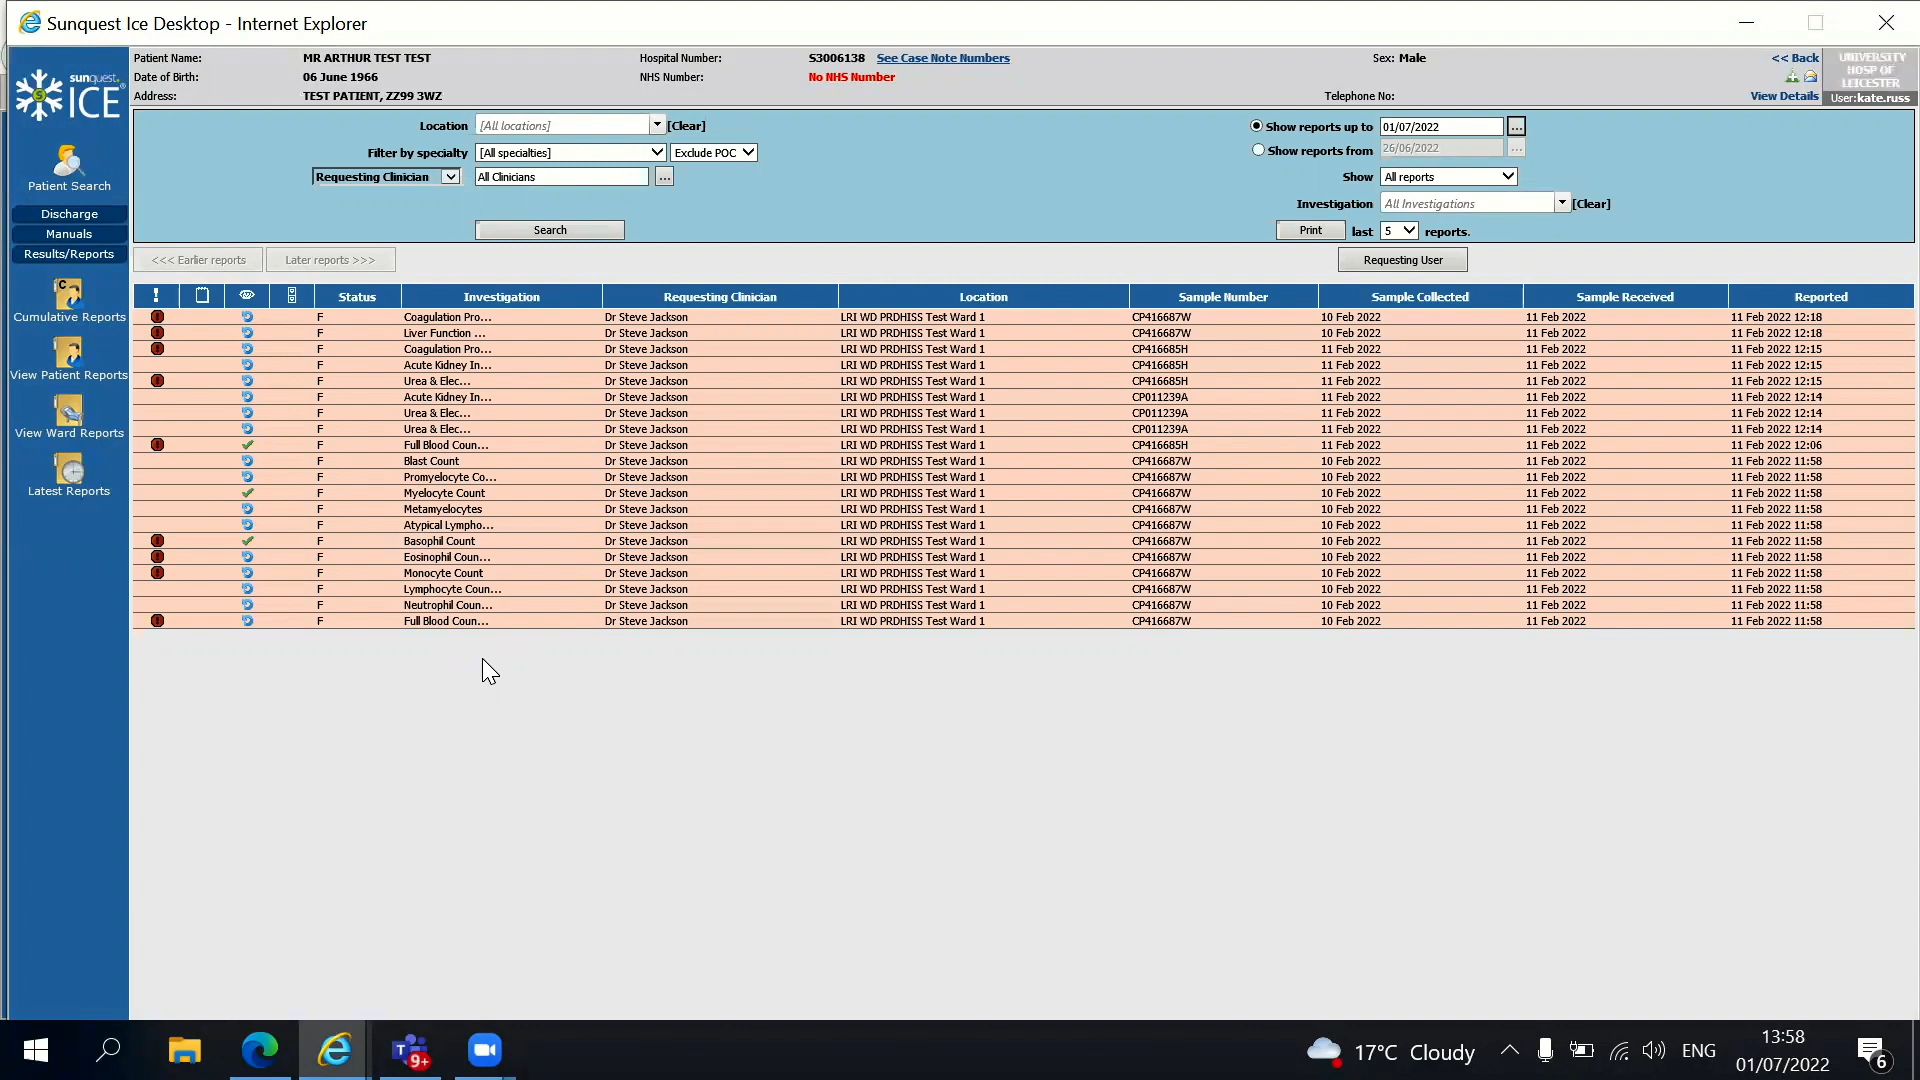 Sunquest Ice Desktop - Internet Explorer
sunquest
ICE
Patient Name: MR ARTHUR TEST TEST Hospital Number: S3006138 See Case Note Numbers Sex: Male << Back
Date of Birth: 06 June 1966 NHS Number: No NHS Number
Address: TEST PATIENT, ZZ99 3WZ Telephone No: View Details
UNIVERSITY
HOSP OF
LEICESTER
User:kate.russ
Patient Search
Discharge
Manuals
Results/Reports
Cumulative Reports
View Patient Reports
View Ward Reports
Latest Reports
Location [All locations] [Clear] Show reports up to 01/07/2022 ...
Filter by specialty [All specialties] Exclude POC Show reports from 26/06/2022 ...
Requesting Clinician All Clinicians ... Show All reports
Investigation All Investigations [Clear]
Search Print last 5 reports.
<<< Earlier reports Later reports >>> Requesting User
! Status Investigation Requesting Clinician Location Sample Number Sample Collected Sample Received Reported
F Coagulation Pro... Dr Steve Jackson LRI WD PRDHISS Test Ward 1 CP416687W 10 Feb 2022 11 Feb 2022 11 Feb 2022 12:18
F Liver Function ... Dr Steve Jackson LRI WD PRDHISS Test Ward 1 CP416687W 10 Feb 2022 11 Feb 2022 11 Feb 2022 12:18
F Coagulation Pro... Dr Steve Jackson LRI WD PRDHISS Test Ward 1 CP416685H 11 Feb 2022 11 Feb 2022 11 Feb 2022 12:15
F Acute Kidney In... Dr Steve Jackson LRI WD PRDHISS Test Ward 1 CP416685H 11 Feb 2022 11 Feb 2022 11 Feb 2022 12:15
F Urea & Elec... Dr Steve Jackson LRI WD PRDHISS Test Ward 1 CP416685H 11 Feb 2022 11 Feb 2022 11 Feb 2022 12:15
F Acute Kidney In... Dr Steve Jackson LRI WD PRDHISS Test Ward 1 CP011239A 11 Feb 2022 11 Feb 2022 11 Feb 2022 12:14
F Urea & Elec... Dr Steve Jackson LRI WD PRDHISS Test Ward 1 CP011239A 11 Feb 2022 11 Feb 2022 11 Feb 2022 12:14
F Urea & Elec... Dr Steve Jackson LRI WD PRDHISS Test Ward 1 CP011239A 11 Feb 2022 11 Feb 2022 11 Feb 2022 12:14
F Full Blood Coun... Dr Steve Jackson LRI WD PRDHISS Test Ward 1 CP416685H 11 Feb 2022 11 Feb 2022 11 Feb 2022 12:06
F Blast Count Dr Steve Jackson LRI WD PRDHISS Test Ward 1 CP416687W 10 Feb 2022 11 Feb 2022 11 Feb 2022 11:58
F Promyelocyte Co... Dr Steve Jackson LRI WD PRDHISS Test Ward 1 CP416687W 10 Feb 2022 11 Feb 2022 11 Feb 2022 11:58
F Myelocyte Count Dr Steve Jackson LRI WD PRDHISS Test Ward 1 CP416687W 10 Feb 2022 11 Feb 2022 11 Feb 2022 11:58
F Metamyelocytes Dr Steve Jackson LRI WD PRDHISS Test Ward 1 CP416687W 10 Feb 2022 11 Feb 2022 11 Feb 2022 11:58
F Atypical Lympho... Dr Steve Jackson LRI WD PRDHISS Test Ward 1 CP416687W 10 Feb 2022 11 Feb 2022 11 Feb 2022 11:58
F Basophil Count Dr Steve Jackson LRI WD PRDHISS Test Ward 1 CP416687W 10 Feb 2022 11 Feb 2022 11 Feb 2022 11:58
F Eosinophil Coun... Dr Steve Jackson LRI WD PRDHISS Test Ward 1 CP416687W 10 Feb 2022 11 Feb 2022 11 Feb 2022 11:58
F Monocyte Count Dr Steve Jackson LRI WD PRDHISS Test Ward 1 CP416687W 10 Feb 2022 11 Feb 2022 11 Feb 2022 11:58
F Lymphocyte Coun... Dr Steve Jackson LRI WD PRDHISS Test Ward 1 CP416687W 10 Feb 2022 11 Feb 2022 11 Feb 2022 11:58
F Neutrophil Coun... Dr Steve Jackson LRI WD PRDHISS Test Ward 1 CP416687W 10 Feb 2022 11 Feb 2022 11 Feb 2022 11:58
F Full Blood Coun... Dr Steve Jackson LRI WD PRDHISS Test Ward 1 CP416687W 10 Feb 2022 11 Feb 2022 11 Feb 2022 11:58
9+ 17°C Cloudy ENG 13:58
01/07/2022 6